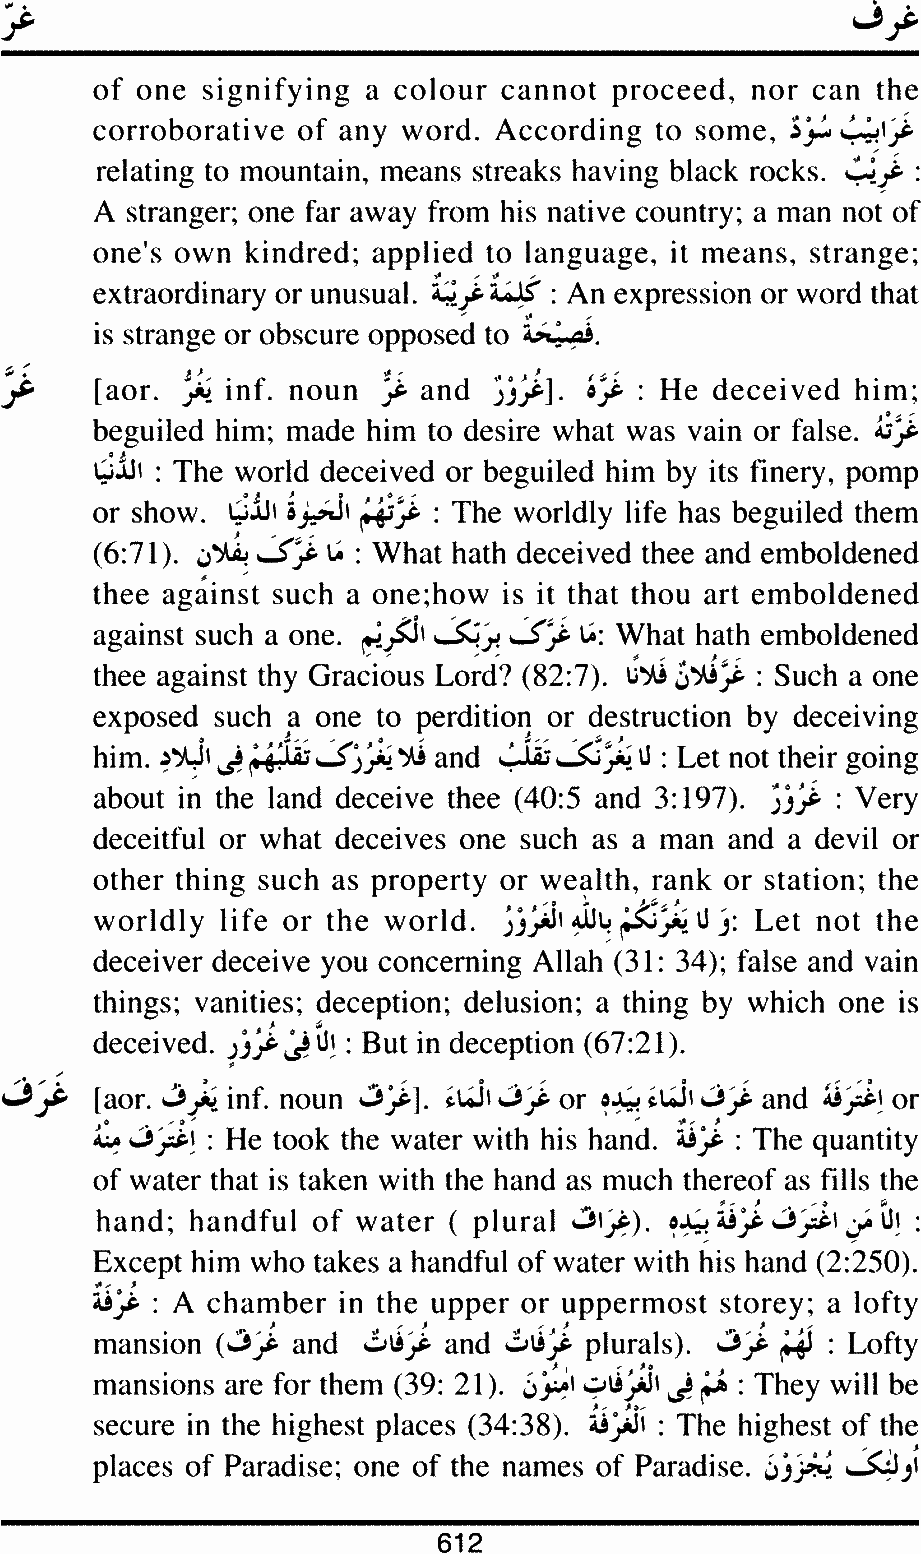 غرّ غرف
of one signifying a colour cannot proceed, nor can the
corroborative of any word. According to some, غَرَابِيْبُ سُوْدٌ
relating to mountain, means streaks having black rocks. غَرِيْبٌ :
A stranger; one far away from his native country; a man not of
one's own kindred; applied to language, it means, strange;
extraordinary or unusual. كَلِمَةٌ غَرِيْبَةٌ : An expression or word that
is strange or obscure opposed to فَصِيْحَةٌ.
غَرَّ [aor. يَغُرُّ inf. noun غَرٌّ and غُرُوْرٌ]. غَرَّهٗ : He deceived him;
beguiled him; made him to desire what was vain or false. غَرَّتْهُ
الدُّنْيَا : The world deceived or beguiled him by its finery, pomp
or show. غَرَّتْهُمُ الْحَيٰوةُ الدُّنْيَا : The worldly life has beguiled them
(6:71). مَا غَرَّکَ بِفُلَانٍ : What hath deceived thee and emboldened
thee against such a one;how is it that thou art emboldened
against such a one. مَا غَرَّکَ بِرَبِّکَ الْکَرِيْمِ: What hath emboldened
thee against thy Gracious Lord? (82:7). غَرَّفُلَانٌ فُلَانًا : Such a one
exposed such a one to perdition or destruction by deceiving
him. فَلَا يَغْرُرْکَ تَقَلُّبُهُمْ فِی الْبِلَادِ and لَا يَغُرَّنَّکَ تَقَلُّبُ : Let not their going
about in the land deceive thee (40:5 and 3:197). غَرُوْرٌ : Very
deceitful or what deceives one such as a man and a devil or
other thing such as property or wealth, rank or station; the
worldly life or the world. وَ لَا يَغُرَّنَّکُمْ بِاللّٰهِ الْغَرُوْرُ: Let not the
deceiver deceive you concerning Allah (31: 34); false and vain
things; vanities; deception; delusion; a thing by which one is
deceived. اِلَّا فِیْ غُرُوْرٍ : But in deception (67:21).
غَرَفَ [aor. يَغْرِفُ inf. noun غَرْفٌ]. غَرَفَ الْمَاءَ or غَرَفَ الْمَاءَ بِيَدِهٖ and اِغْتَرَفَهٗ or
اِغْتَرَفَ مِنْهُ : He took the water with his hand. غُرْفَةٌ : The quantity
of water that is taken with the hand as much thereof as fills the
hand; handful of water ( plural غِرَافٌ). اِلَّا مَنِ اغْتَرَفَ غُرْفَةً بِيَدِهٖ :
Except him who takes a handful of water with his hand (2:250).
غُرْفَةٌ : A chamber in the upper or uppermost storey; a lofty
mansion (غُرَفٌ and غُرَفَاتٌ and غُرُفَاتٌ plurals). لَهُمْ غُرَفٌ : Lofty
mansions are for them (39: 21). هُمْ فِی الْغُرُفَاتِ اٰمِنُوْنَ : They will be
secure in the highest places (34:38). اَلْغُرْفَةُ : The highest of the
places of Paradise; one of the names of Paradise. اُولٰئِکَ يُجْزَوْنَ
612